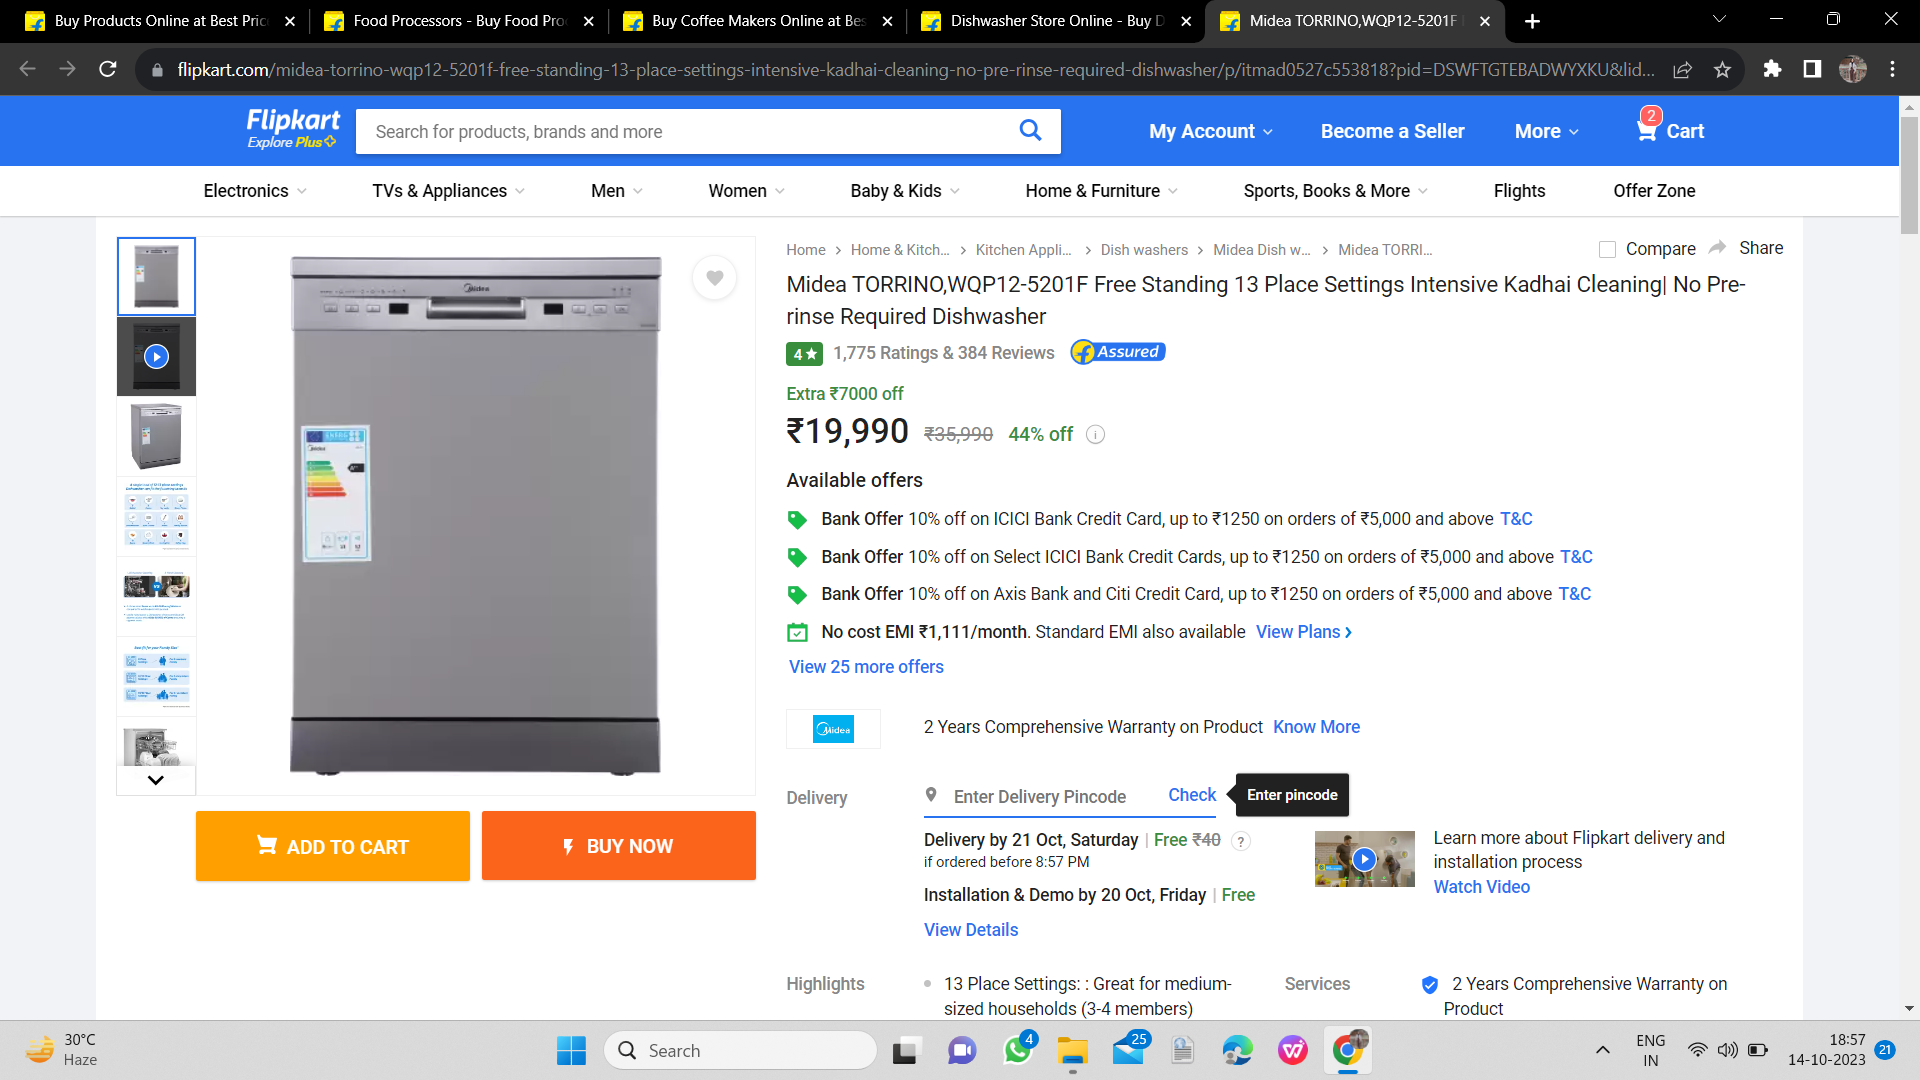 Buy Products Online at Best Pric
Food Processors - Buy Food Pro
Buy Coffee Makers Online at Bes
Dishwasher Store Online - Buy D
Midea TORRINO,WQP12-5201F
flipkart.com/midea-torrino-wqp12-5201f-free-standing-13-place-settings-intensive-kadhai-cleaning-no-pre-rinse-required-dishwasher/p/itmad0527c553818?pid=DSWFTGTEBADWYXKU&lid...
Flipkart
Explore Plus
Search for products, brands and more
My Account
Become a Seller
More
2
Cart
Electronics
TVs & Appliances
Men
Women
Baby & Kids
Home & Furniture
Sports, Books & More
Flights
Offer Zone
Home
Home & Kitch...
Kitchen Appli...
Dish washers
Midea Dish w...
Midea TORRI...
Compare
Share
Midea TORRINO,WQP12-5201F Free Standing 13 Place Settings Intensive Kadhai Cleaning| No Pre-
rinse Required Dishwasher
4★
1,775 Ratings & 384 Reviews
Assured
Extra ₹7000 off
₹19,990 ₹35,990 44% off
Available offers
Bank Offer 10% off on ICICI Bank Credit Card, up to ₹1250 on orders of ₹5,000 and above T&C
Bank Offer 10% off on Select ICICI Bank Credit Cards, up to ₹1250 on orders of ₹5,000 and above T&C
Bank Offer 10% off on Axis Bank and Citi Credit Card, up to ₹1250 on orders of ₹5,000 and above T&C
No cost EMI ₹1,111/month. Standard EMI also available View Plans
View 25 more offers
Midea
2 Years Comprehensive Warranty on Product Know More
Delivery
Enter Delivery Pincode
Check
Enter pincode
Delivery by 21 Oct, Saturday | Free ₹40 ?
if ordered before 8:57 PM
Installation & Demo by 20 Oct, Friday | Free
View Details
Learn more about Flipkart delivery and
installation process
Watch Video
ADD TO CART
BUY NOW
Highlights
13 Place Settings: : Great for medium-
sized households (3-4 members)
Services
2 Years Comprehensive Warranty on
Product
Midea
30°C
Haze
Search
4
25
ENG
IN
18:57
14-10-2023
21